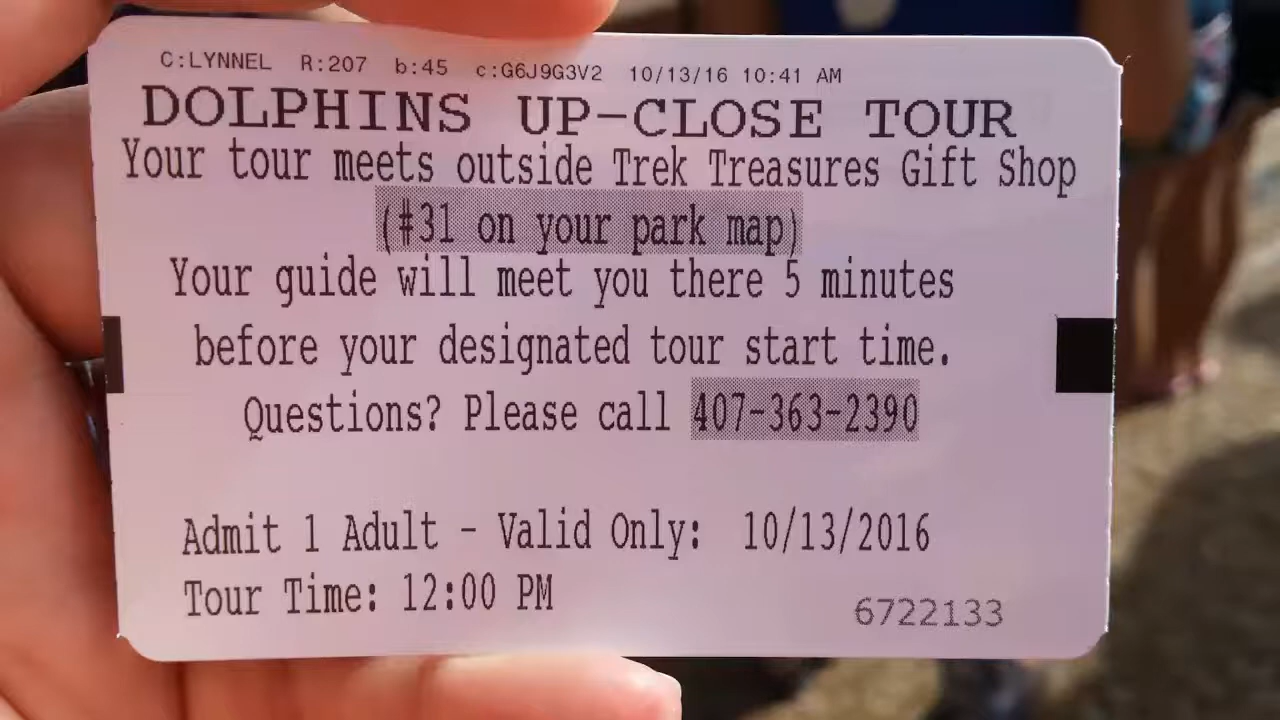 C:LYNNEL R:207 b:45 c:G6J9G3V2 10/13/16 10:41 AM
DOLPHINS UP-CLOSE TOUR
Your tour meets outside Trek Treasures Gift Shop
(#31 on your park map)
Your guide will meet you there 5 minutes
before your designated tour start time.
Questions? Please call 407-363-2390
Admit 1 Adult - Valid Only: 10/13/2016
Tour Time: 12:00 PM
6722133